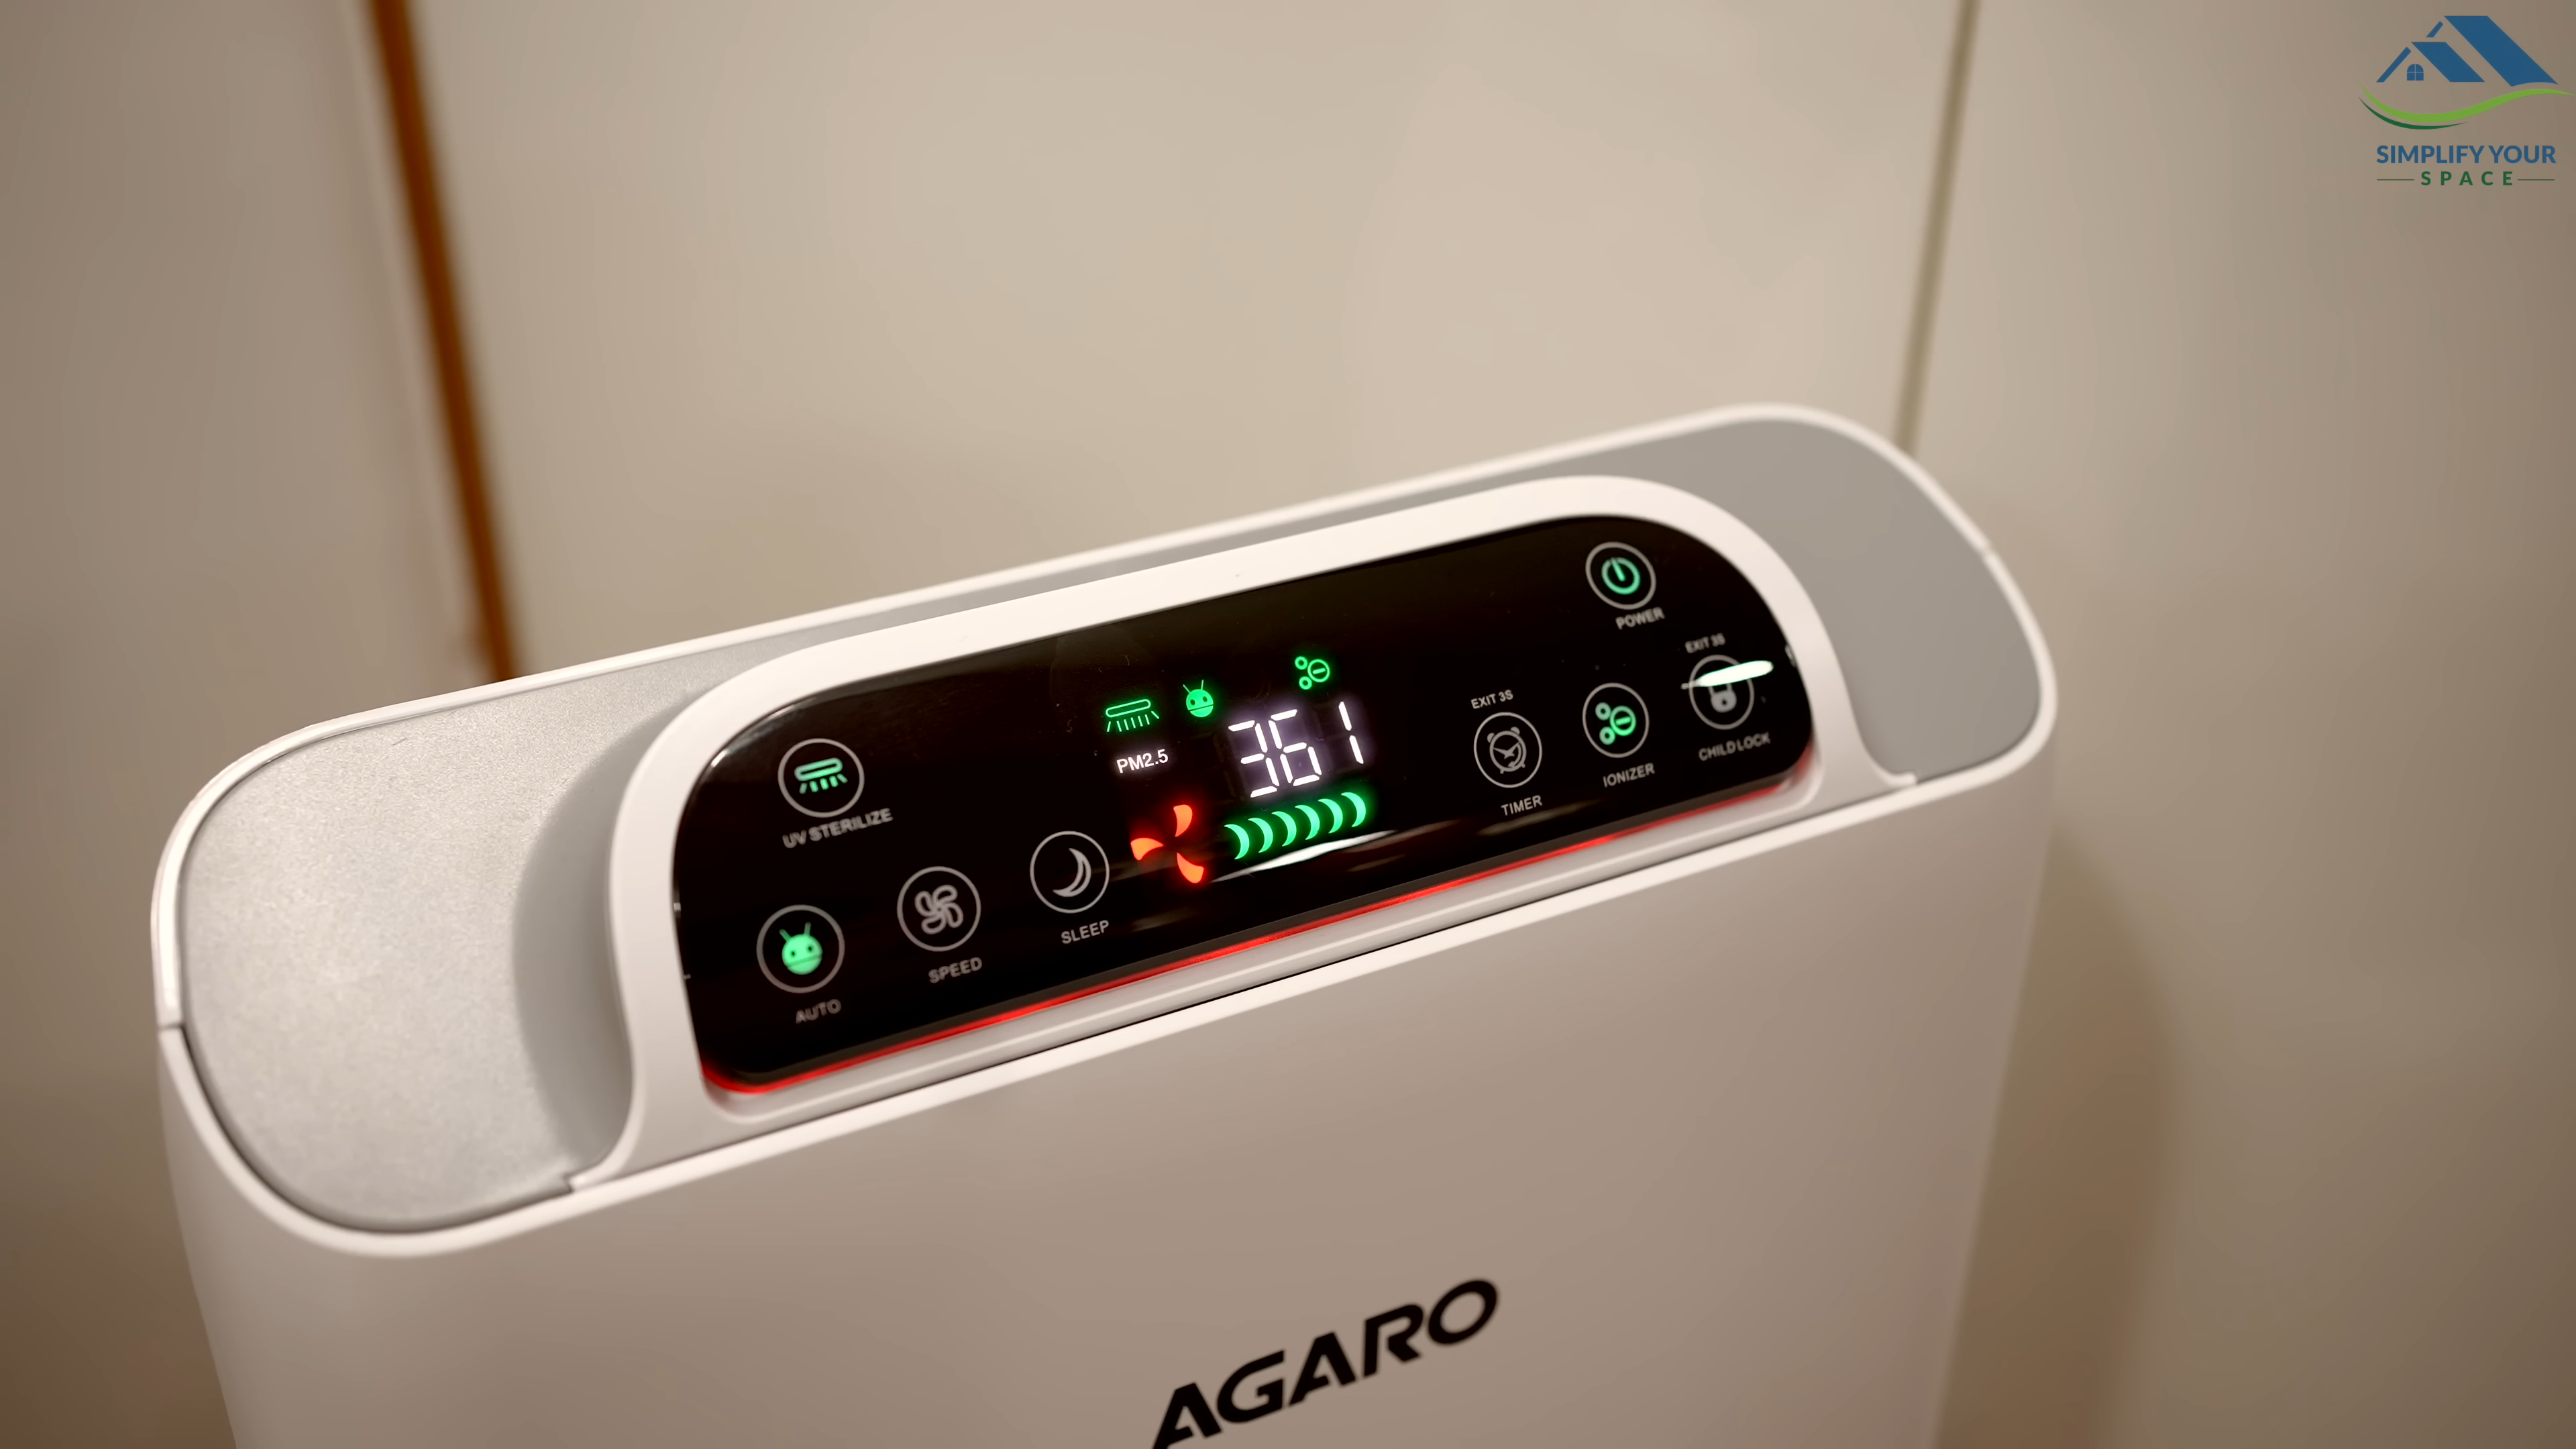 SIMPLIFY YOUR
SPACE
POWER
EXIT 3S
CHILD LOCK
EXIT 3S
IONIZER
TIMER
PM2.5
361
UV STERILIZE
SLEEP
SPEED
AUTO
AGARO